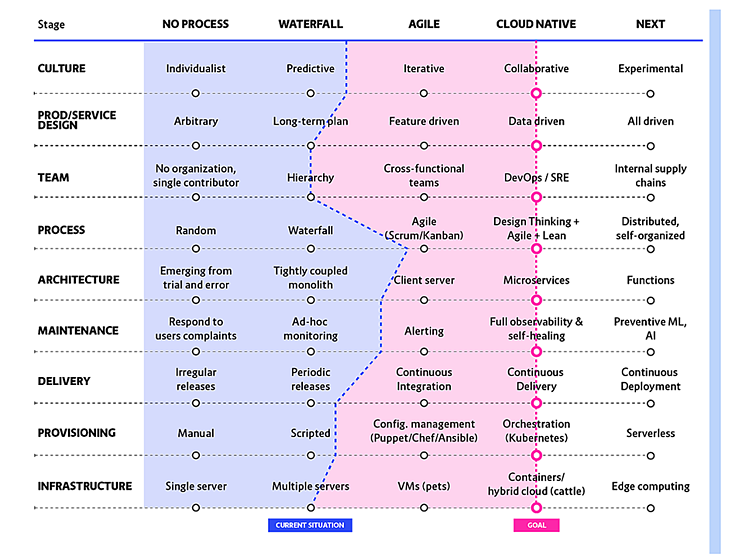 Stage NO PROCESS WATERFALL AGILE CLOUD NATIVE NEXT
CULTURE Individualist Predictive Iterative Collaborative Experimental
PROD/SERVICE
DESIGN Arbitrary Long-term plan Feature driven Data driven All driven
TEAM No organization,
single contributor Hierarchy Cross-functional
teams DevOps / SRE Internal supply
chains
PROCESS Random Waterfall Agile
(Scrum/Kanban) Design Thinking +
Agile + Lean Distributed,
self-organized
ARCHITECTURE Emerging from
trial and error Tightly coupled
monolith Client server Microservices Functions
MAINTENANCE Respond to
users complaints Ad-hoc
monitoring Alerting Full observability &
self-healing Preventive ML,
AI
DELIVERY Irregular
releases Periodic
releases Continuous
Integration Continuous
Delivery Continuous
Deployment
PROVISIONING Manual Scripted Config. management
(Puppet/Chef/Ansible) Orchestration
(Kubernetes) Serverless
INFRASTRUCTURE Single server Multiple servers VMs (pets) Containers/
hybrid cloud (cattle) Edge computing
CURRENT SITUATION GOAL